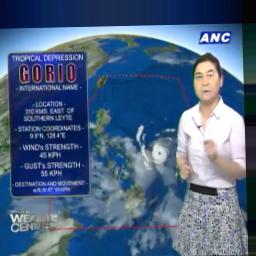 ANC
TROPICAL DEPRESSION
GORIO
- INTERNATIONAL NAME -
- LOCATION -
310 KMS. EAST OF
SOUTHERN LEYTE
- STATION COORDINATES -
9.9°N, 128.4°E
- WIND'S STRENGTH -
45 KPH
- GUST'S STRENGTH -
55 KPH
- DESTINATION AND MOVEMENT -
WEATHER
CENTER